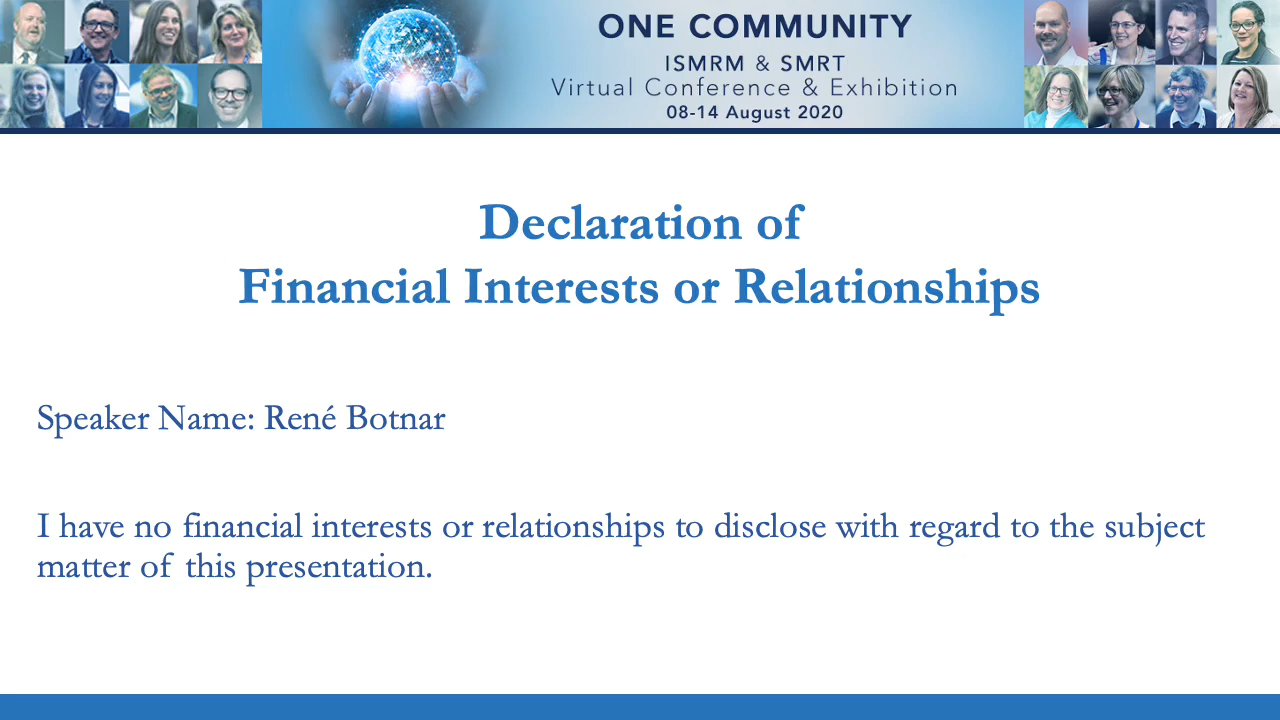 ONE COMMUNITY
ISMRM & SMRT
Virtual Conference & Exhibition
08-14 August 2020
Declaration of
Financial Interests or Relationships
Speaker Name: René Botnar
I have no financial interests or relationships to disclose with regard to the subject
matter of this presentation.